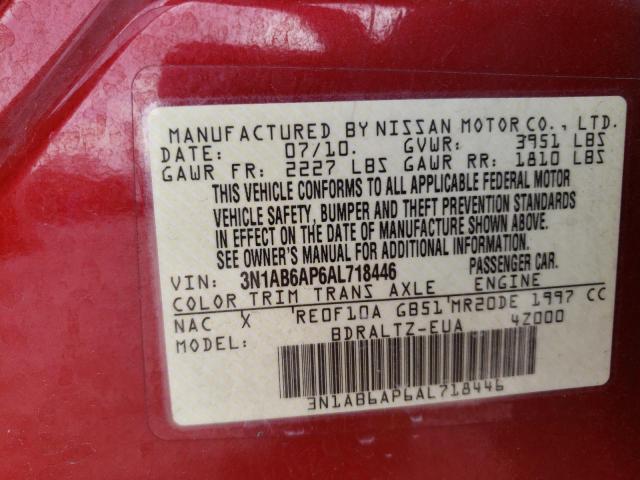 MANUFACTURED BY NISSAN MOTOR CO., LTD.
DATE: 07/10. GVWR: 3951 LBS
GAWR FR: 2227 LBS GAWR RR: 1810 LBS
THIS VEHICLE CONFORMS TO ALL APPLICABLE FEDERAL MOTOR
VEHICLE SAFETY, BUMPER AND THEFT PREVENTION STANDARDS
IN EFFECT ON THE DATE OF MANUFACTURE SHOWN ABOVE.
SEE OWNER'S MANUAL FOR ADDITIONAL INFORMATION.
VIN: 3N1AB6AP6AL718446 PASSENGER CAR.
COLOR TRIM TRANS AXLE ENGINE
NAC X RE0F10A GB51 MR20DE 1997 CC
MODEL: BDRALTZ-EUA 4Z000
3N1AB6AP6AL718446